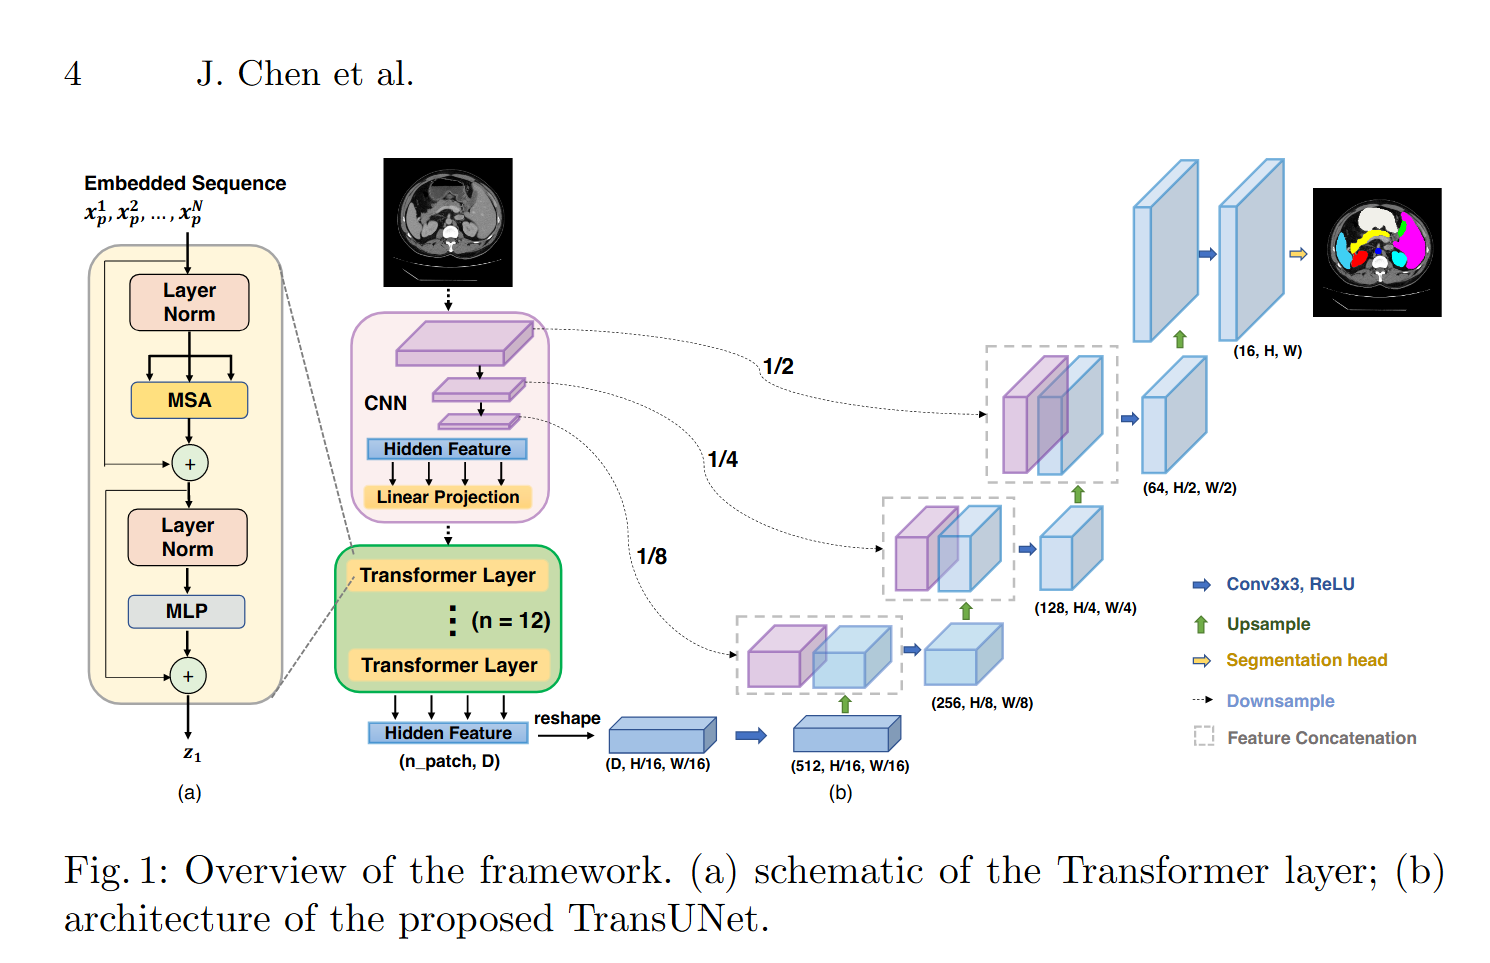 4 J. Chen et al.
Embedded Sequence
x_p^1, x_p^2, ..., x_p^N
Layer
Norm
MSA
+
Layer
Norm
MLP
+
z_1
(a)
CNN
Hidden Feature
Linear Projection
Transformer Layer
(n = 12)
Transformer Layer
Hidden Feature
(n_patch, D)
reshape
(D, H/16, W/16)
(512, H/16, W/16)
(b)
1/2
1/4
1/8
(256, H/8, W/8)
(128, H/4, W/4)
(64, H/2, W/2)
(16, H, W)
Conv3x3, ReLU
Upsample
Segmentation head
Downsample
Feature Concatenation
Fig. 1: Overview of the framework. (a) schematic of the Transformer layer; (b)
architecture of the proposed TransUNet.